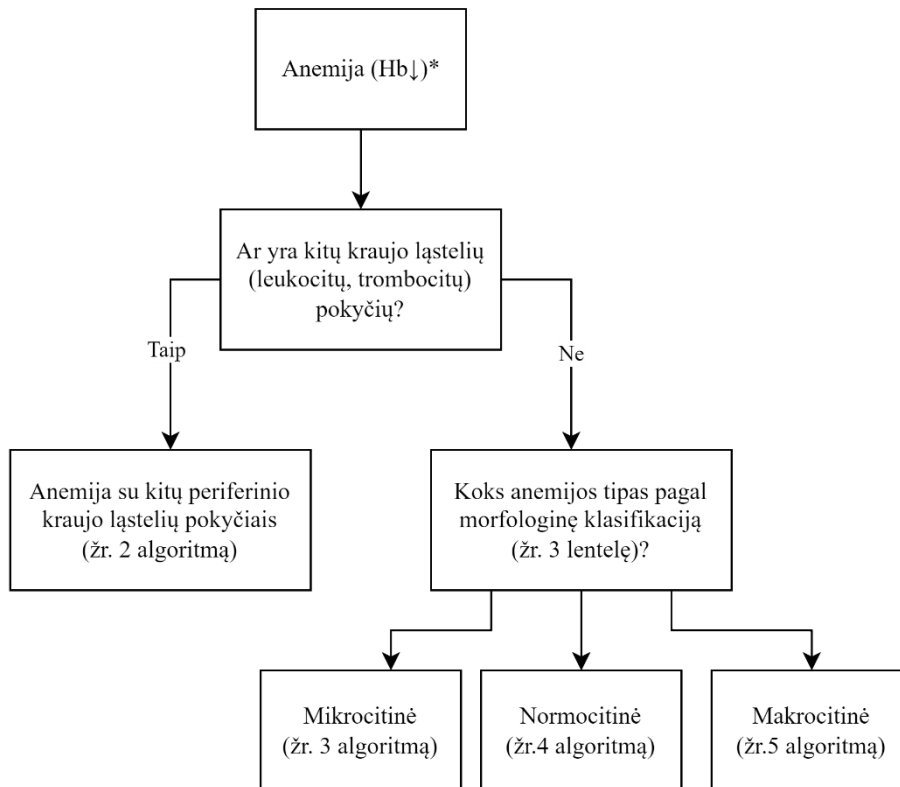 Anemija (Hb↓)*
Ar yra kitų kraujo ląstelių
(leukocitų, trombocitų)
pokyčių?
Taip
Ne
Anemija su kitų periferinio
kraujo ląstelių pokyčiais
(žr. 2 algoritmą)
Koks anemijos tipas pagal
morfologinę klasifikaciją
(žr. 3 lentelę)?
Mikrocitinė
(žr. 3 algoritmą)
Normocitinė
(žr.4 algoritmą)
Makrocitinė
(žr.5 algoritmą)